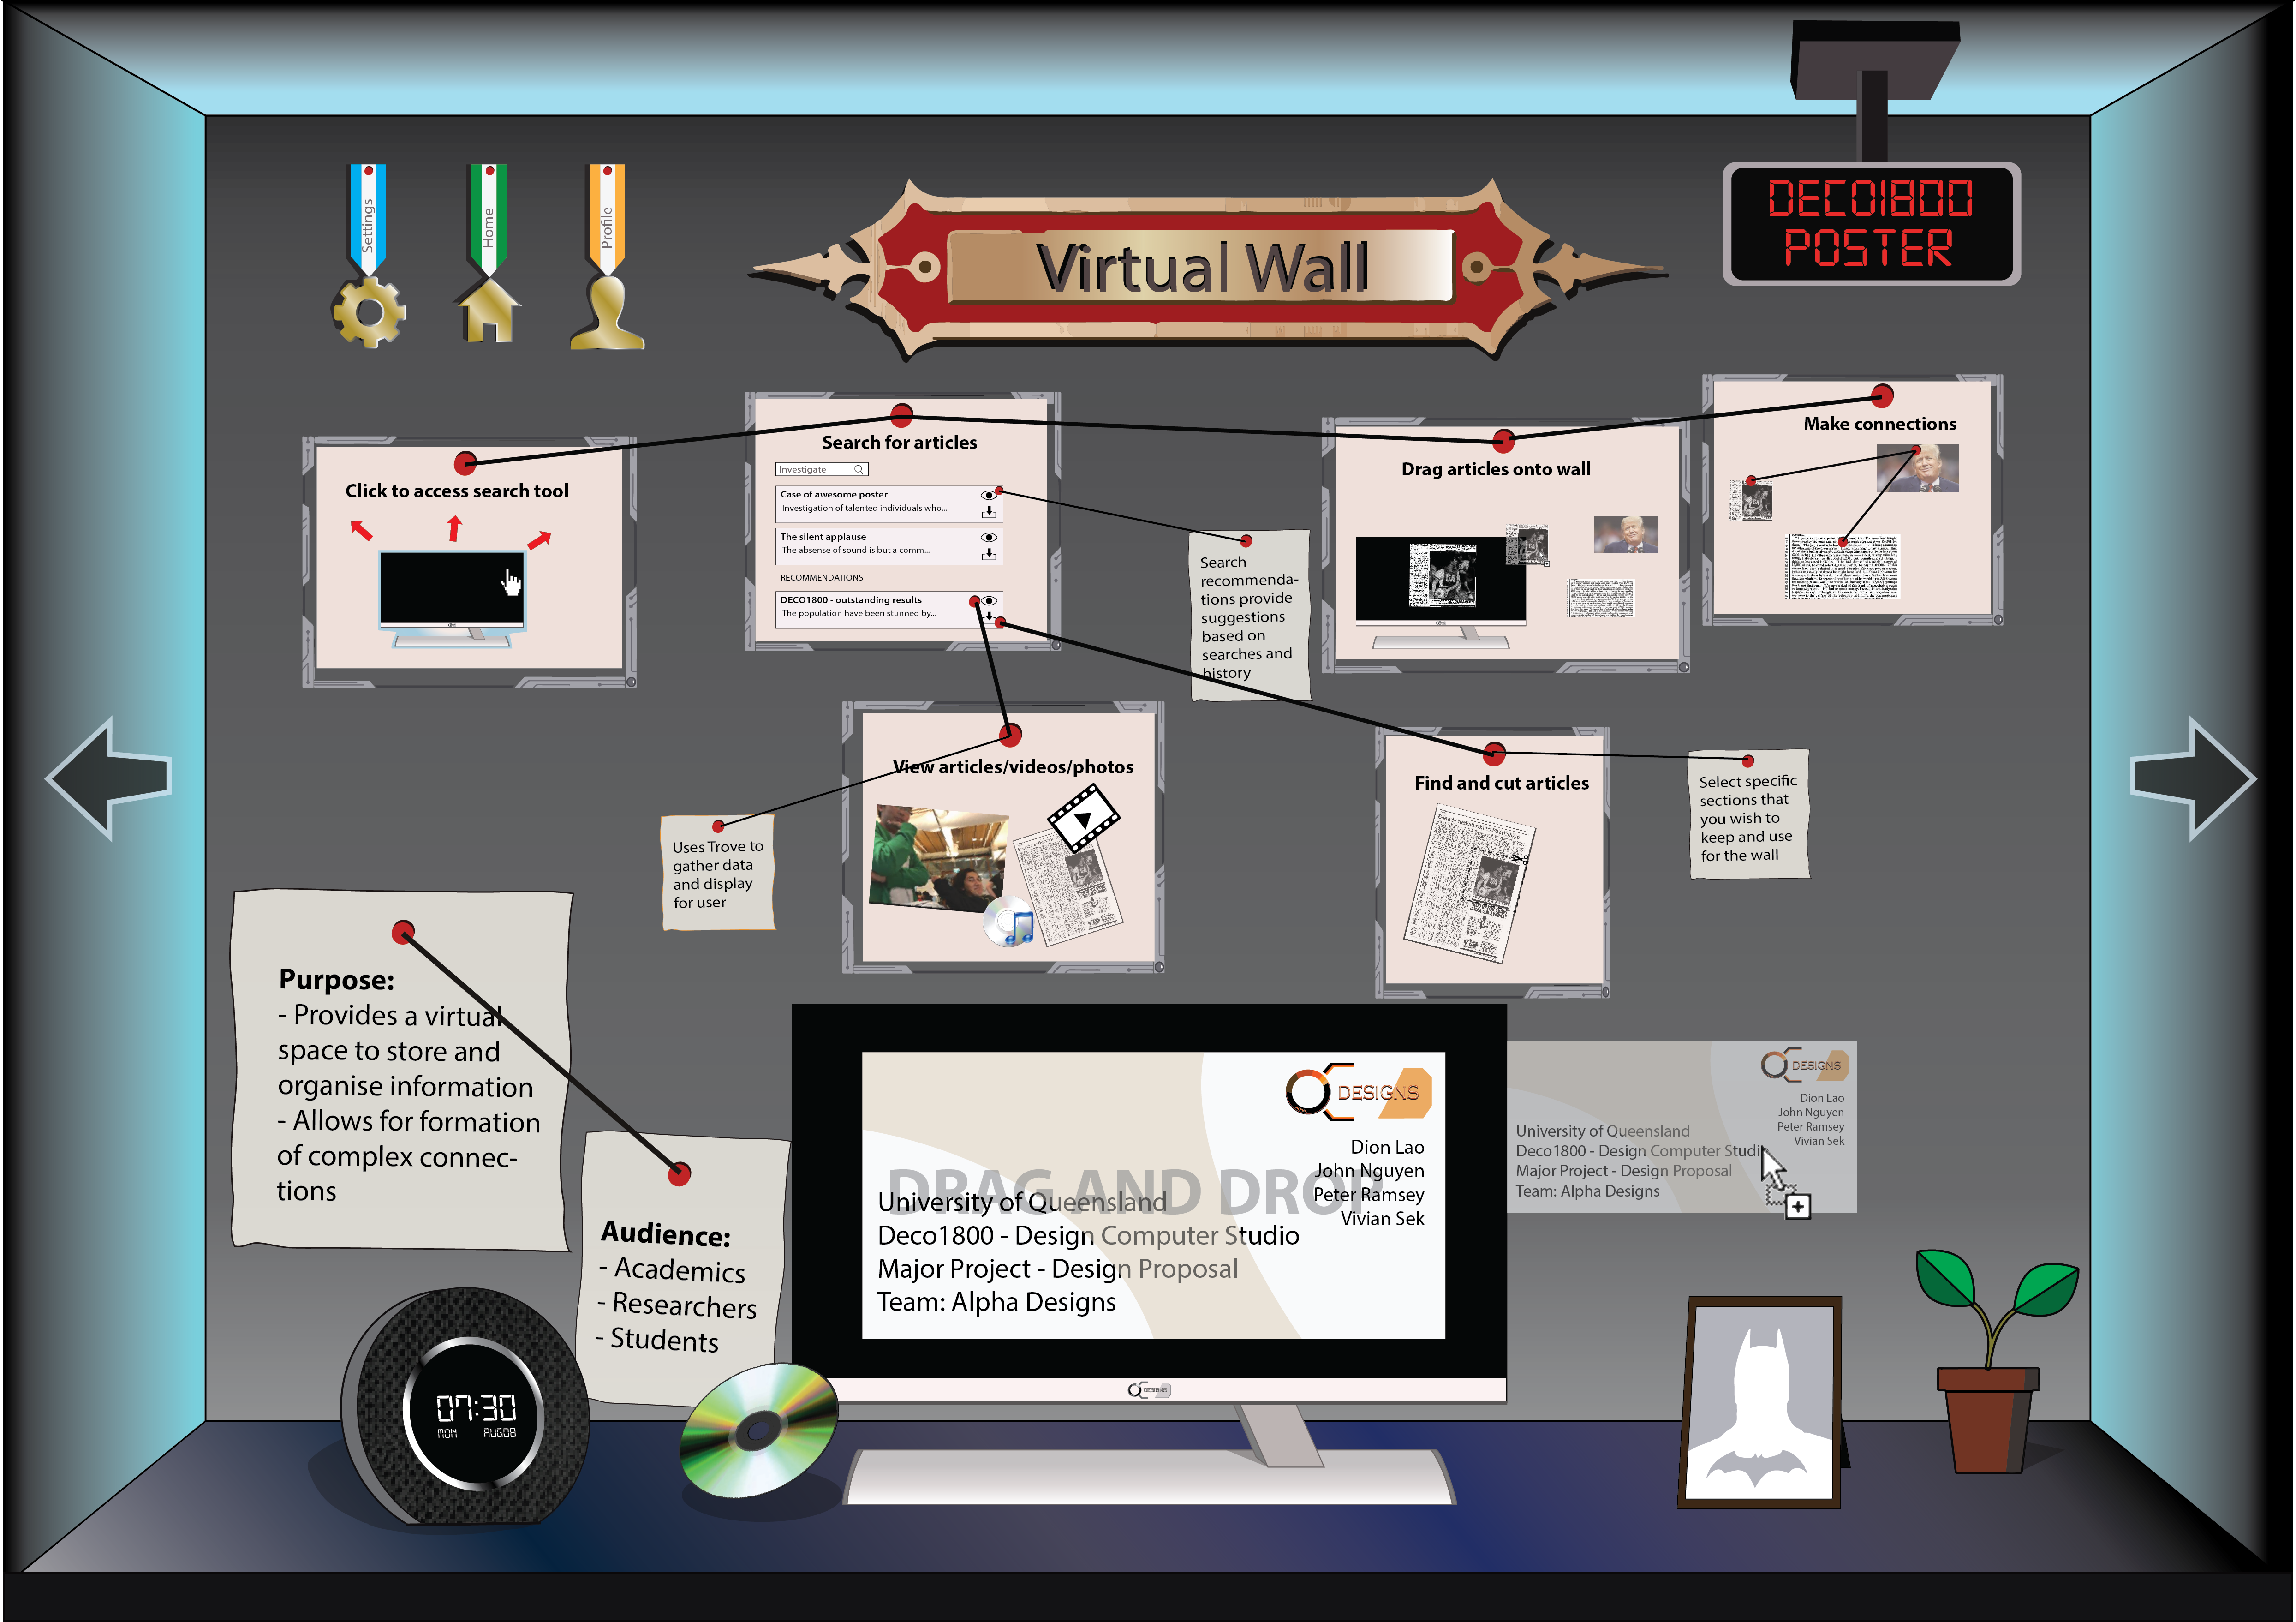 DECO1800
POSTER
Settings
Home
Profile
Virtual Wall
Click to access search tool
Search for articles
Investigate
Case of awesome poster
Investigation of talented individuals who...
The silent applause
The absense of sound is but a comm...
RECOMMENDATIONS
DECO1800 - outstanding results
The population have been stunned by...
Search
recommenda-
tions provide
suggestions
based on
searches and
history
Drag articles onto wall
Make connections
View articles/videos/photos
Uses Trove to
gather data
and display
for user
Find and cut articles
Select specific
sections that
you wish to
keep and use
for the wall
Purpose:
- Provides a virtual
space to store and
organise information
- Allows for formation
of complex connec-
tions
Audience:
- Academics
- Researchers
- Students
DESIGNS
Dion Lao
John Nguyen
Peter Ramsey
Vivian Sek
DRAG AND DROP
University of Queensland
Deco1800 - Design Computer Studio
Major Project - Design Proposal
Team: Alpha Designs
DESIGNS
DESIGNS
Dion Lao
John Nguyen
Peter Ramsey
Vivian Sek
University of Queensland
Deco1800 - Design Computer Studio
Major Project - Design Proposal
Team: Alpha Designs
07:30
MON AUG08